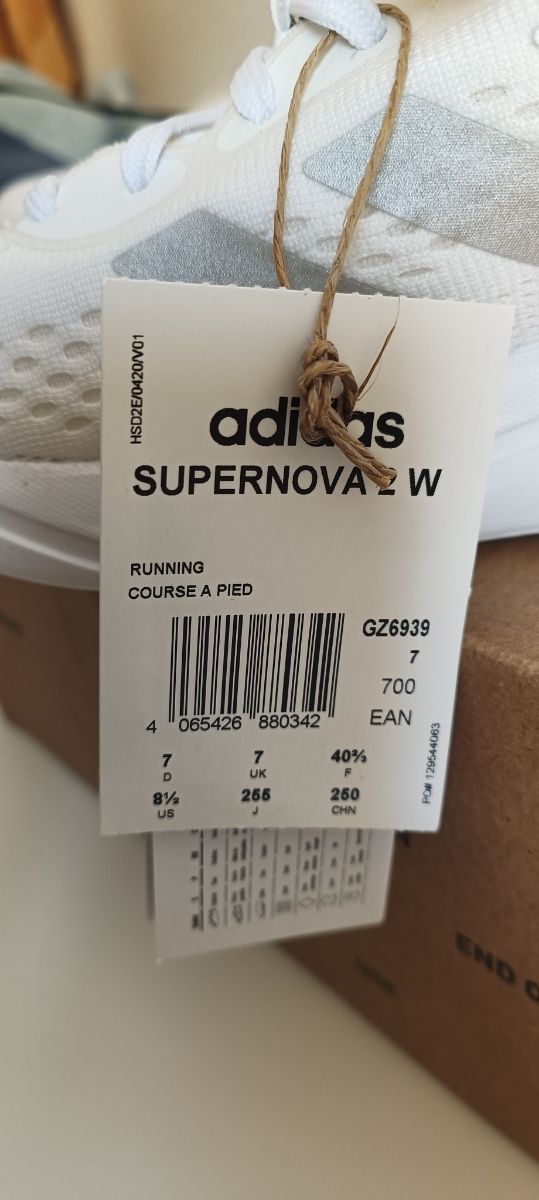 HSD2E/0420/V01
adidas
SUPERNOVA 2 W
RUNNING
COURSE A PIED
GZ6939
7
700
4 065426 880342 EAN
7 7 40⅔
D UK F
8½ 255 250
US J CHN
PO# 129544063
END O